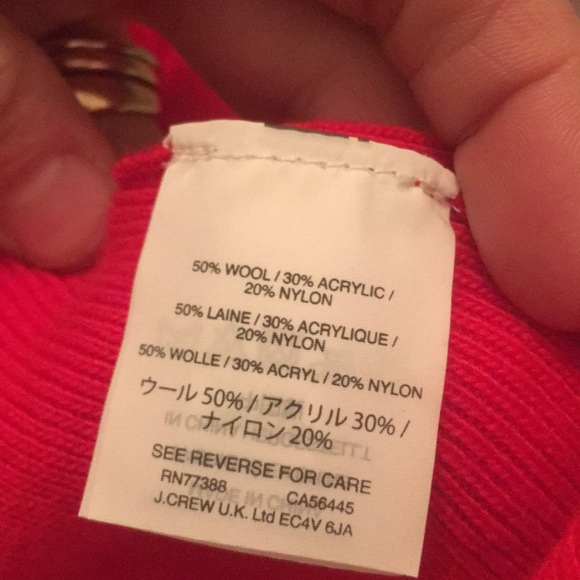 50% WOOL / 30% ACRYLIC /
20% NYLON
50% LAINE / 30% ACRYLIQUE /
20% NYLON
50% WOLLE / 30% ACRYL / 20% NYLON
ウール 50% / アクリル 30% /
ナイロン 20%
SEE REVERSE FOR CARE
RN77388 CA56445
J.CREW U.K. Ltd EC4V 6JA